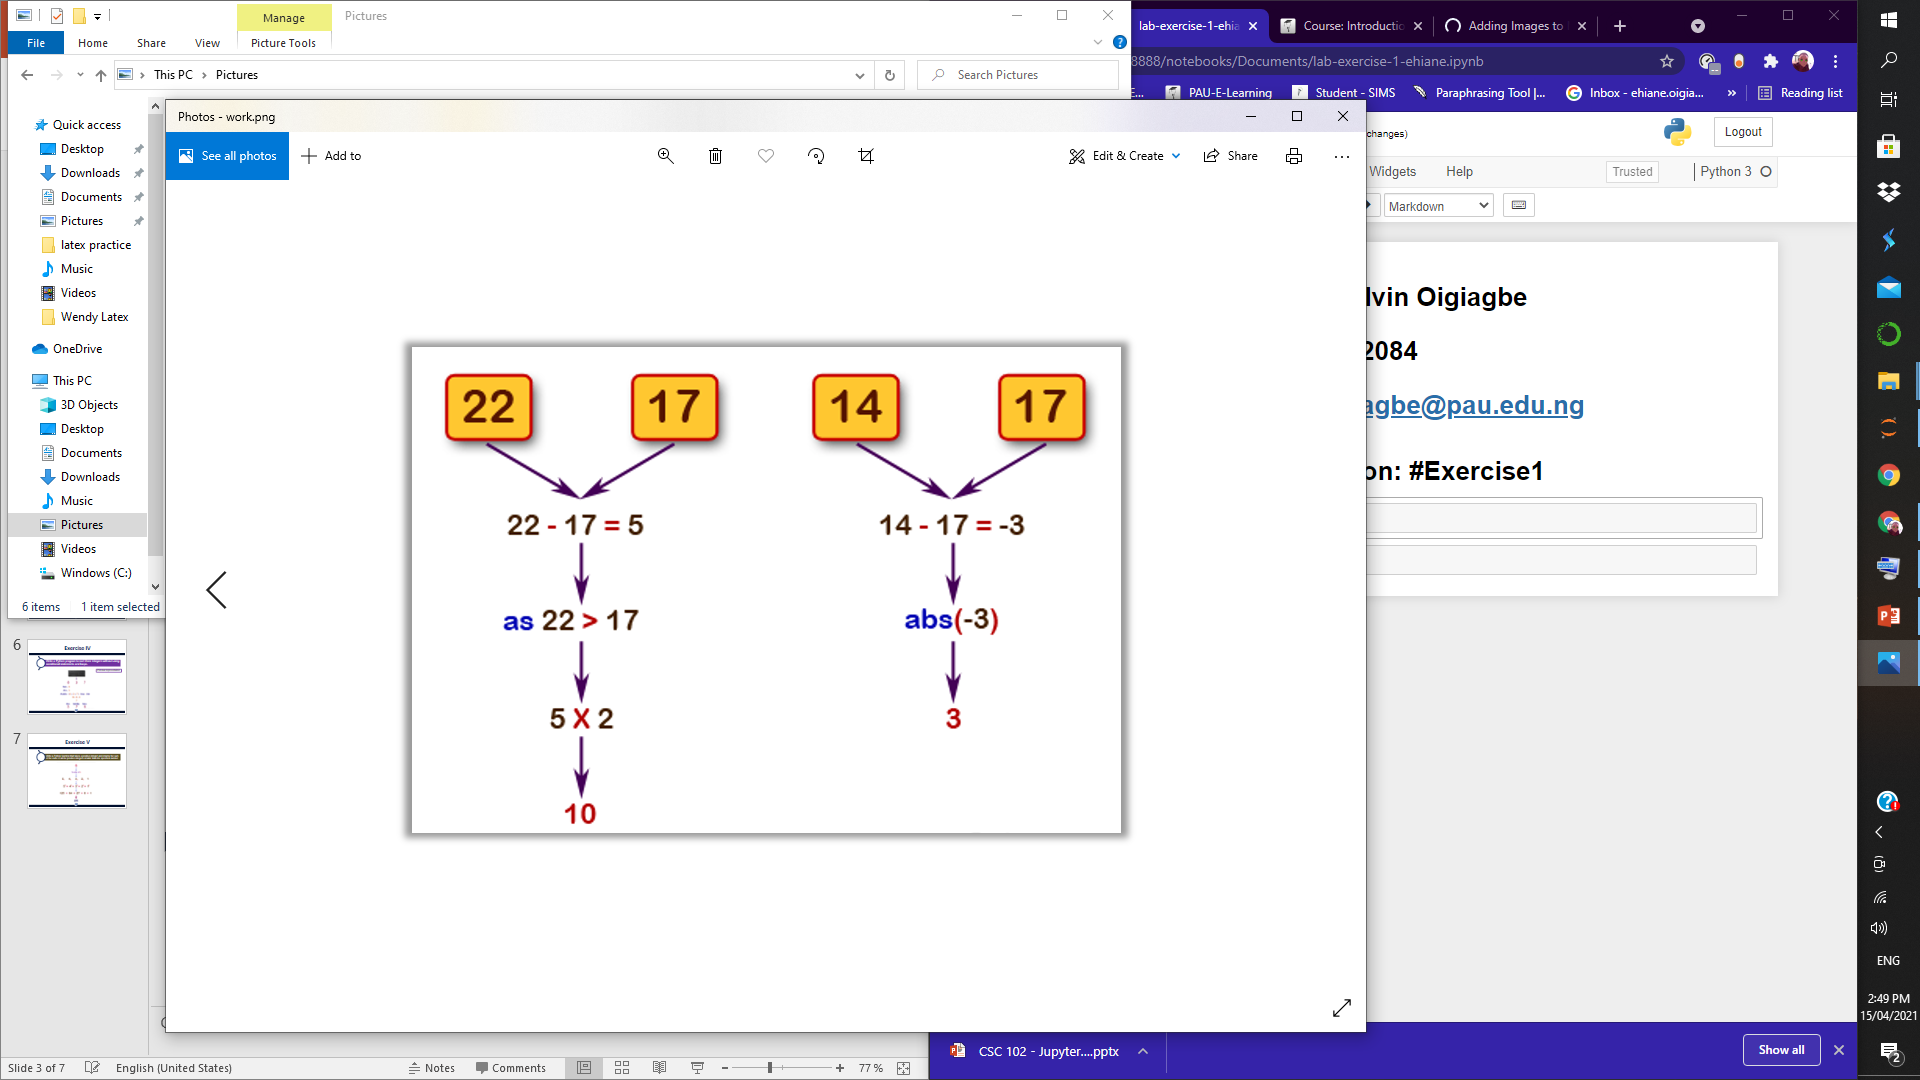 Manage
Pictures
File
Home
Share
View
Picture Tools
This PC
Pictures
Search Pictures
Quick access
Desktop
Downloads
Documents
Pictures
latex practice
Music
Videos
Wendy Latex
OneDrive
This PC
3D Objects
Desktop
Documents
Downloads
Music
Pictures
Videos
Windows (C:)
6 items 1 item selected
6
Exercise IV
7
Exercise V
Slide 3 of 7
English (United States)
Notes
Comments
77 %
Photos - work.png
See all photos
Add to
Edit & Create
Share
22 17 14 17
22 - 17 = 5 14 - 17 = -3
as 22 > 17 abs(-3)
5 X 2 3
10
lab-exercise-1-ehia
Course: Introductio
Adding Images to
8888/notebooks/Documents/lab-exercise-1-ehiane.ipynb
E...
PAU-E-Learning
Student - SIMS
Paraphrasing Tool |...
Inbox - ehiane.oigia...
»
Reading list
changes)
Logout
Widgets
Help
Trusted
Python 3
Markdown
lvin Oigiagbe
2084
agbe@pau.edu.ng
on: #Exercise1
CSC 102 - Jupyter....pptx
Show all
ENG
2:49 PM
15/04/2021
2